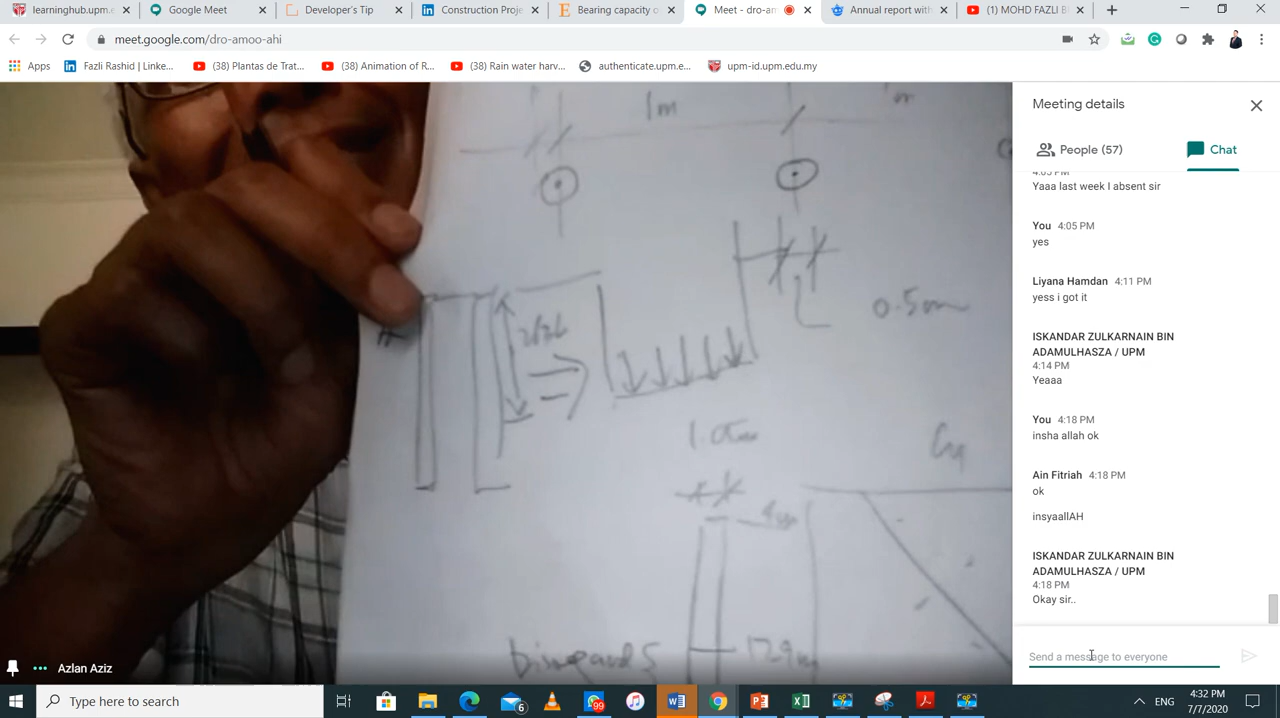 learninghub.upm.e
Google Meet
Developer's Tip
Construction Proje
Bearing capacity o
Meet - dro-am
Annual report with
(1) MOHD FAZLI B
meet.google.com/dro-amoo-ahi
Apps
Fazli Rashid | Linke...
(38) Plantas de Trat...
(38) Animation of R...
(38) Rain water harv...
authenticate.upm.e...
upm-id.upm.edu.my
1m
0.5m
Meeting details
People (57)
Chat
4:05 PM
Yaaa last week I absent sir
You 4:05 PM
yes
Liyana Hamdan 4:11 PM
yess i got it
ISKANDAR ZULKARNAIN BIN
ADAMULHASZA / UPM
4:14 PM
Yeaaa
You 4:18 PM
insha allah ok
Ain Fitriah 4:18 PM
ok
insyaallAH
ISKANDAR ZULKARNAIN BIN
ADAMULHASZA / UPM
4:18 PM
Okay sir..
Send a message to everyone
Azlan Aziz
Type here to search
6
99
ENG
4:32 PM
7/7/2020